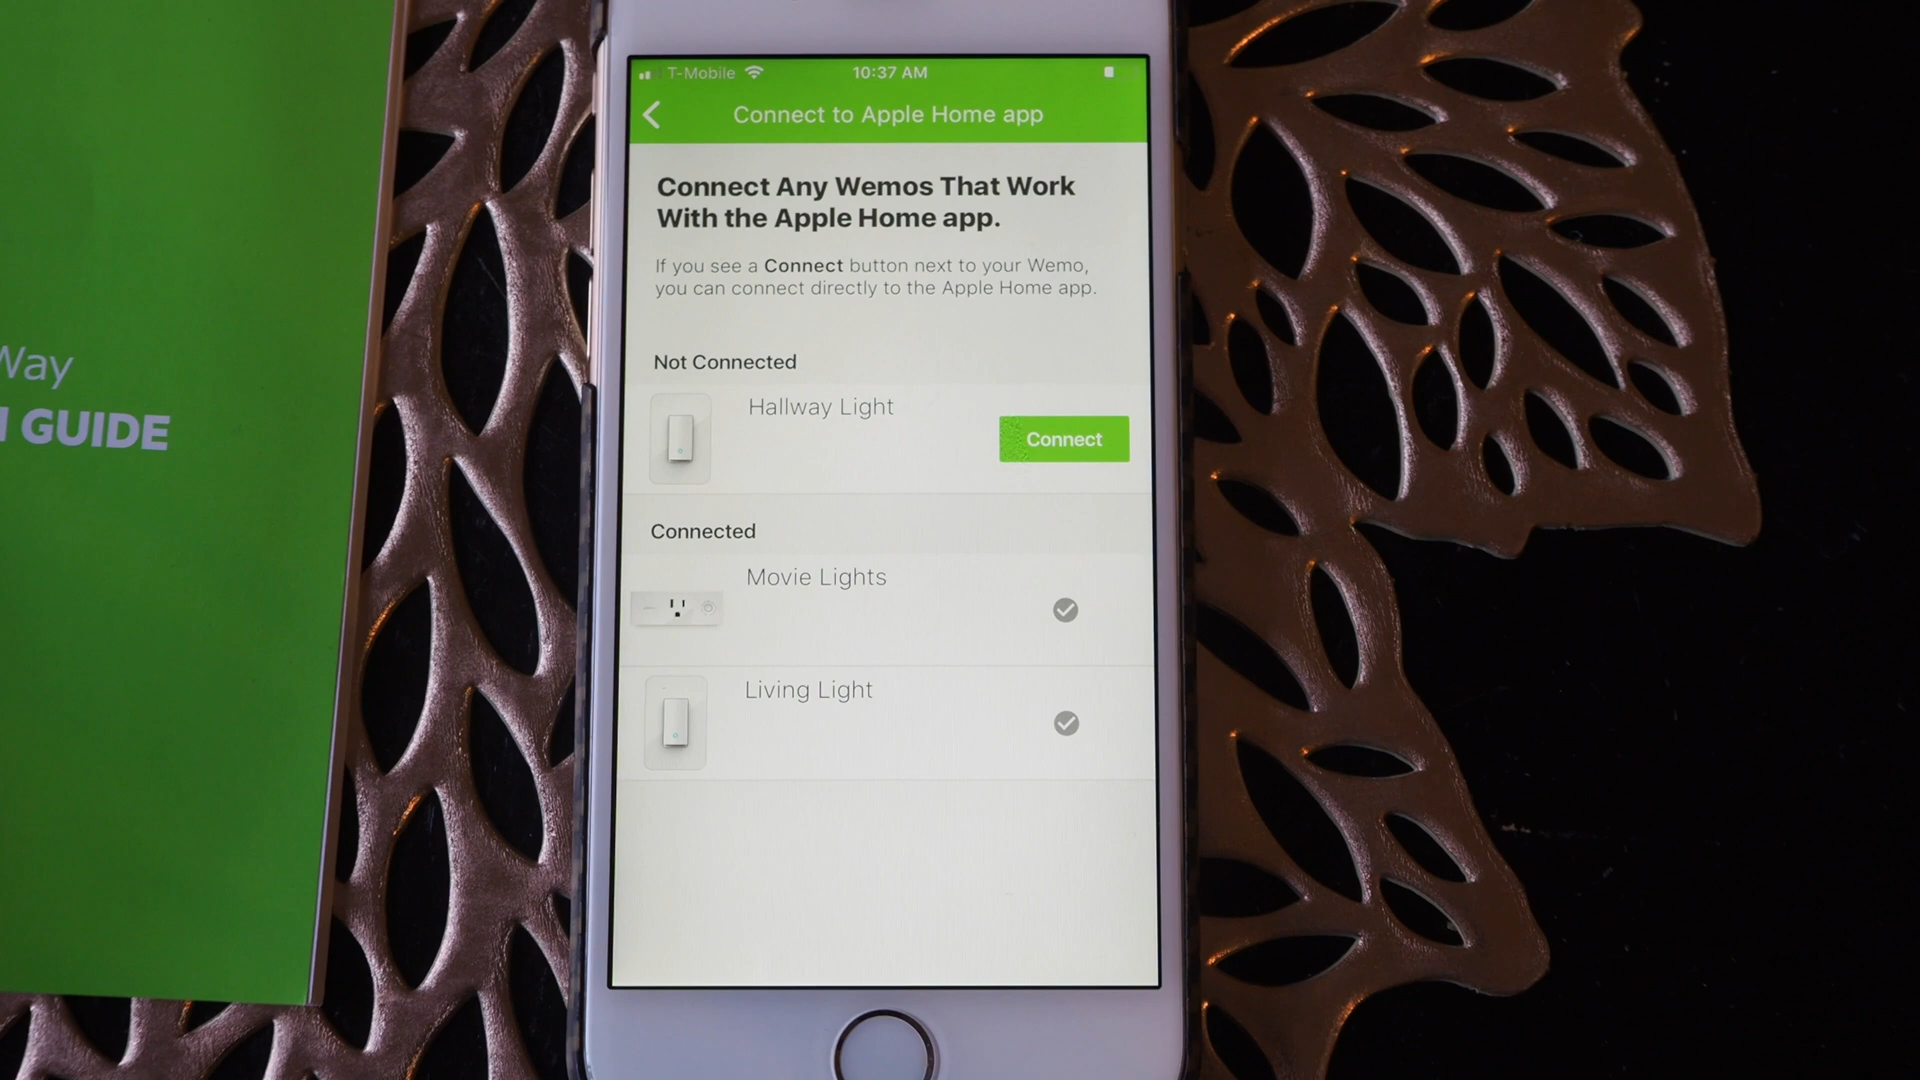 Way
GUIDE
T-Mobile 10:37 AM
Connect to Apple Home app
Connect Any Wemos That Work
With the Apple Home app.
If you see a Connect button next to your Wemo,
you can connect directly to the Apple Home app.
Not Connected
Hallway Light
Connect
Connected
Movie Lights
Living Light